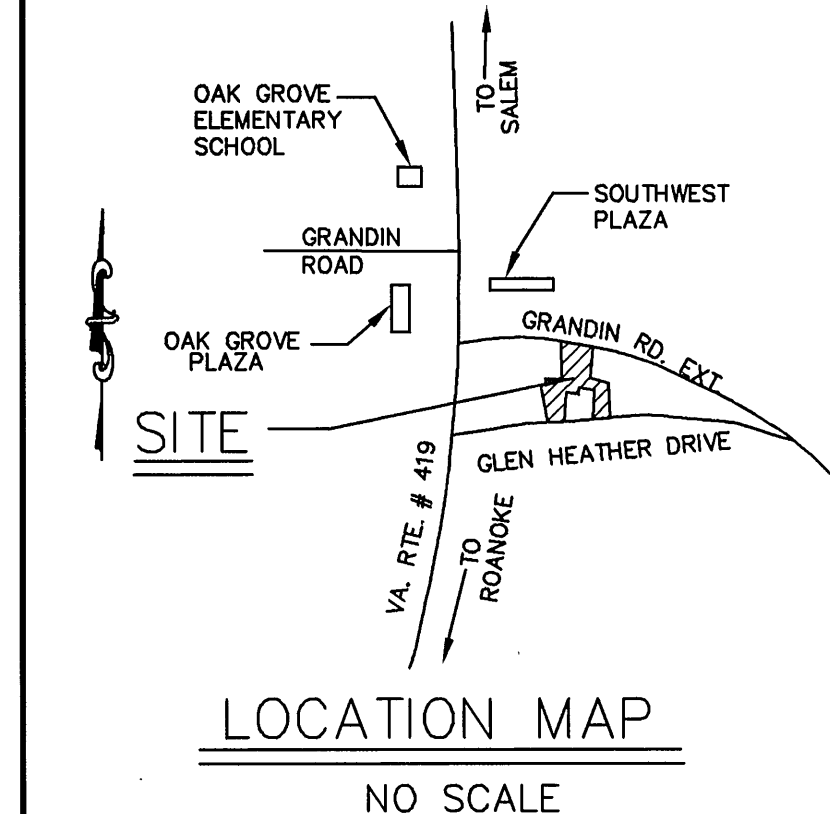 OAK GROVE
ELEMENTARY
SCHOOL
TO
SALEM
SOUTHWEST
PLAZA
GRANDIN
ROAD
OAK GROVE
PLAZA
GRANDIN RD. EXT
SITE
GLEN HEATHER DRIVE
VA. RTE. # 419
TO
ROANOKE
LOCATION MAP
NO SCALE